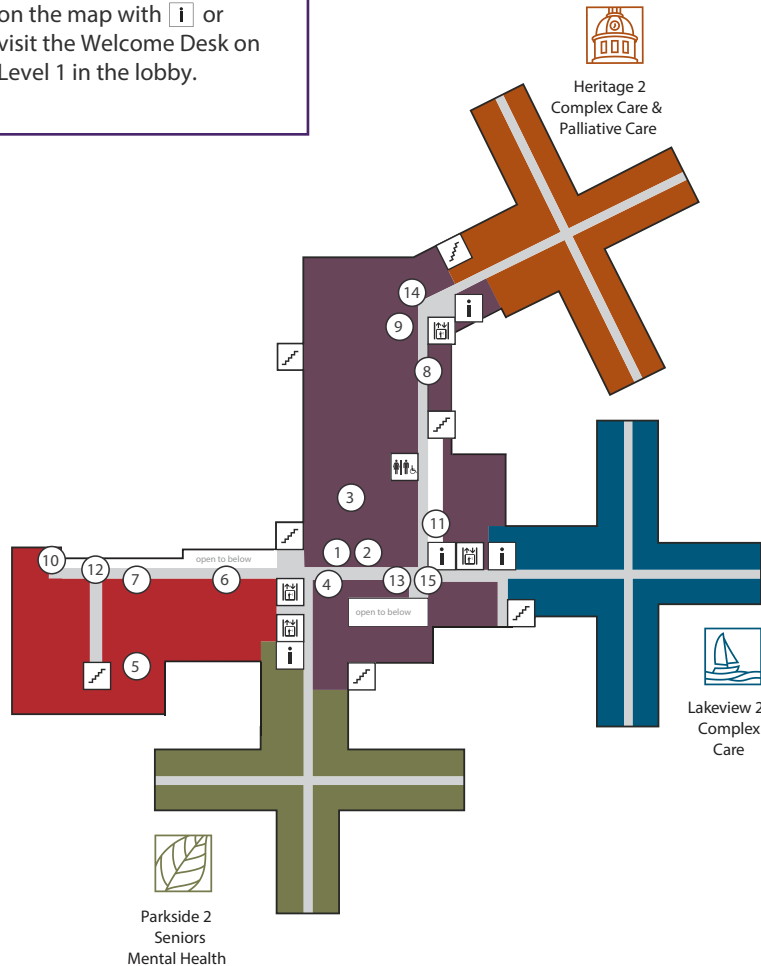 on the map with i or
visit the Welcome Desk on
Level 1 in the lobby.
Heritage 2
Complex Care &
Palliative Care
14
i
9
8
3
11
1
2
i
i
10
12
7
open to below
6
4
13
15
open to below
5
i
Lakeview 2
Complex
Care
Parkside 2
Seniors
Mental Health